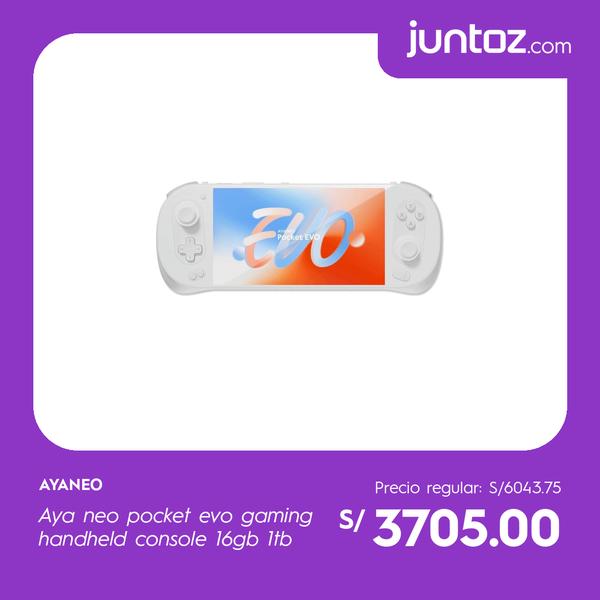 juntoz.com
EVO
Pocket EVO
AYANEO
Aya neo pocket evo gaming
handheld console 16gb 1tb
Precio regular: S/6043.75
S/ 3705.00